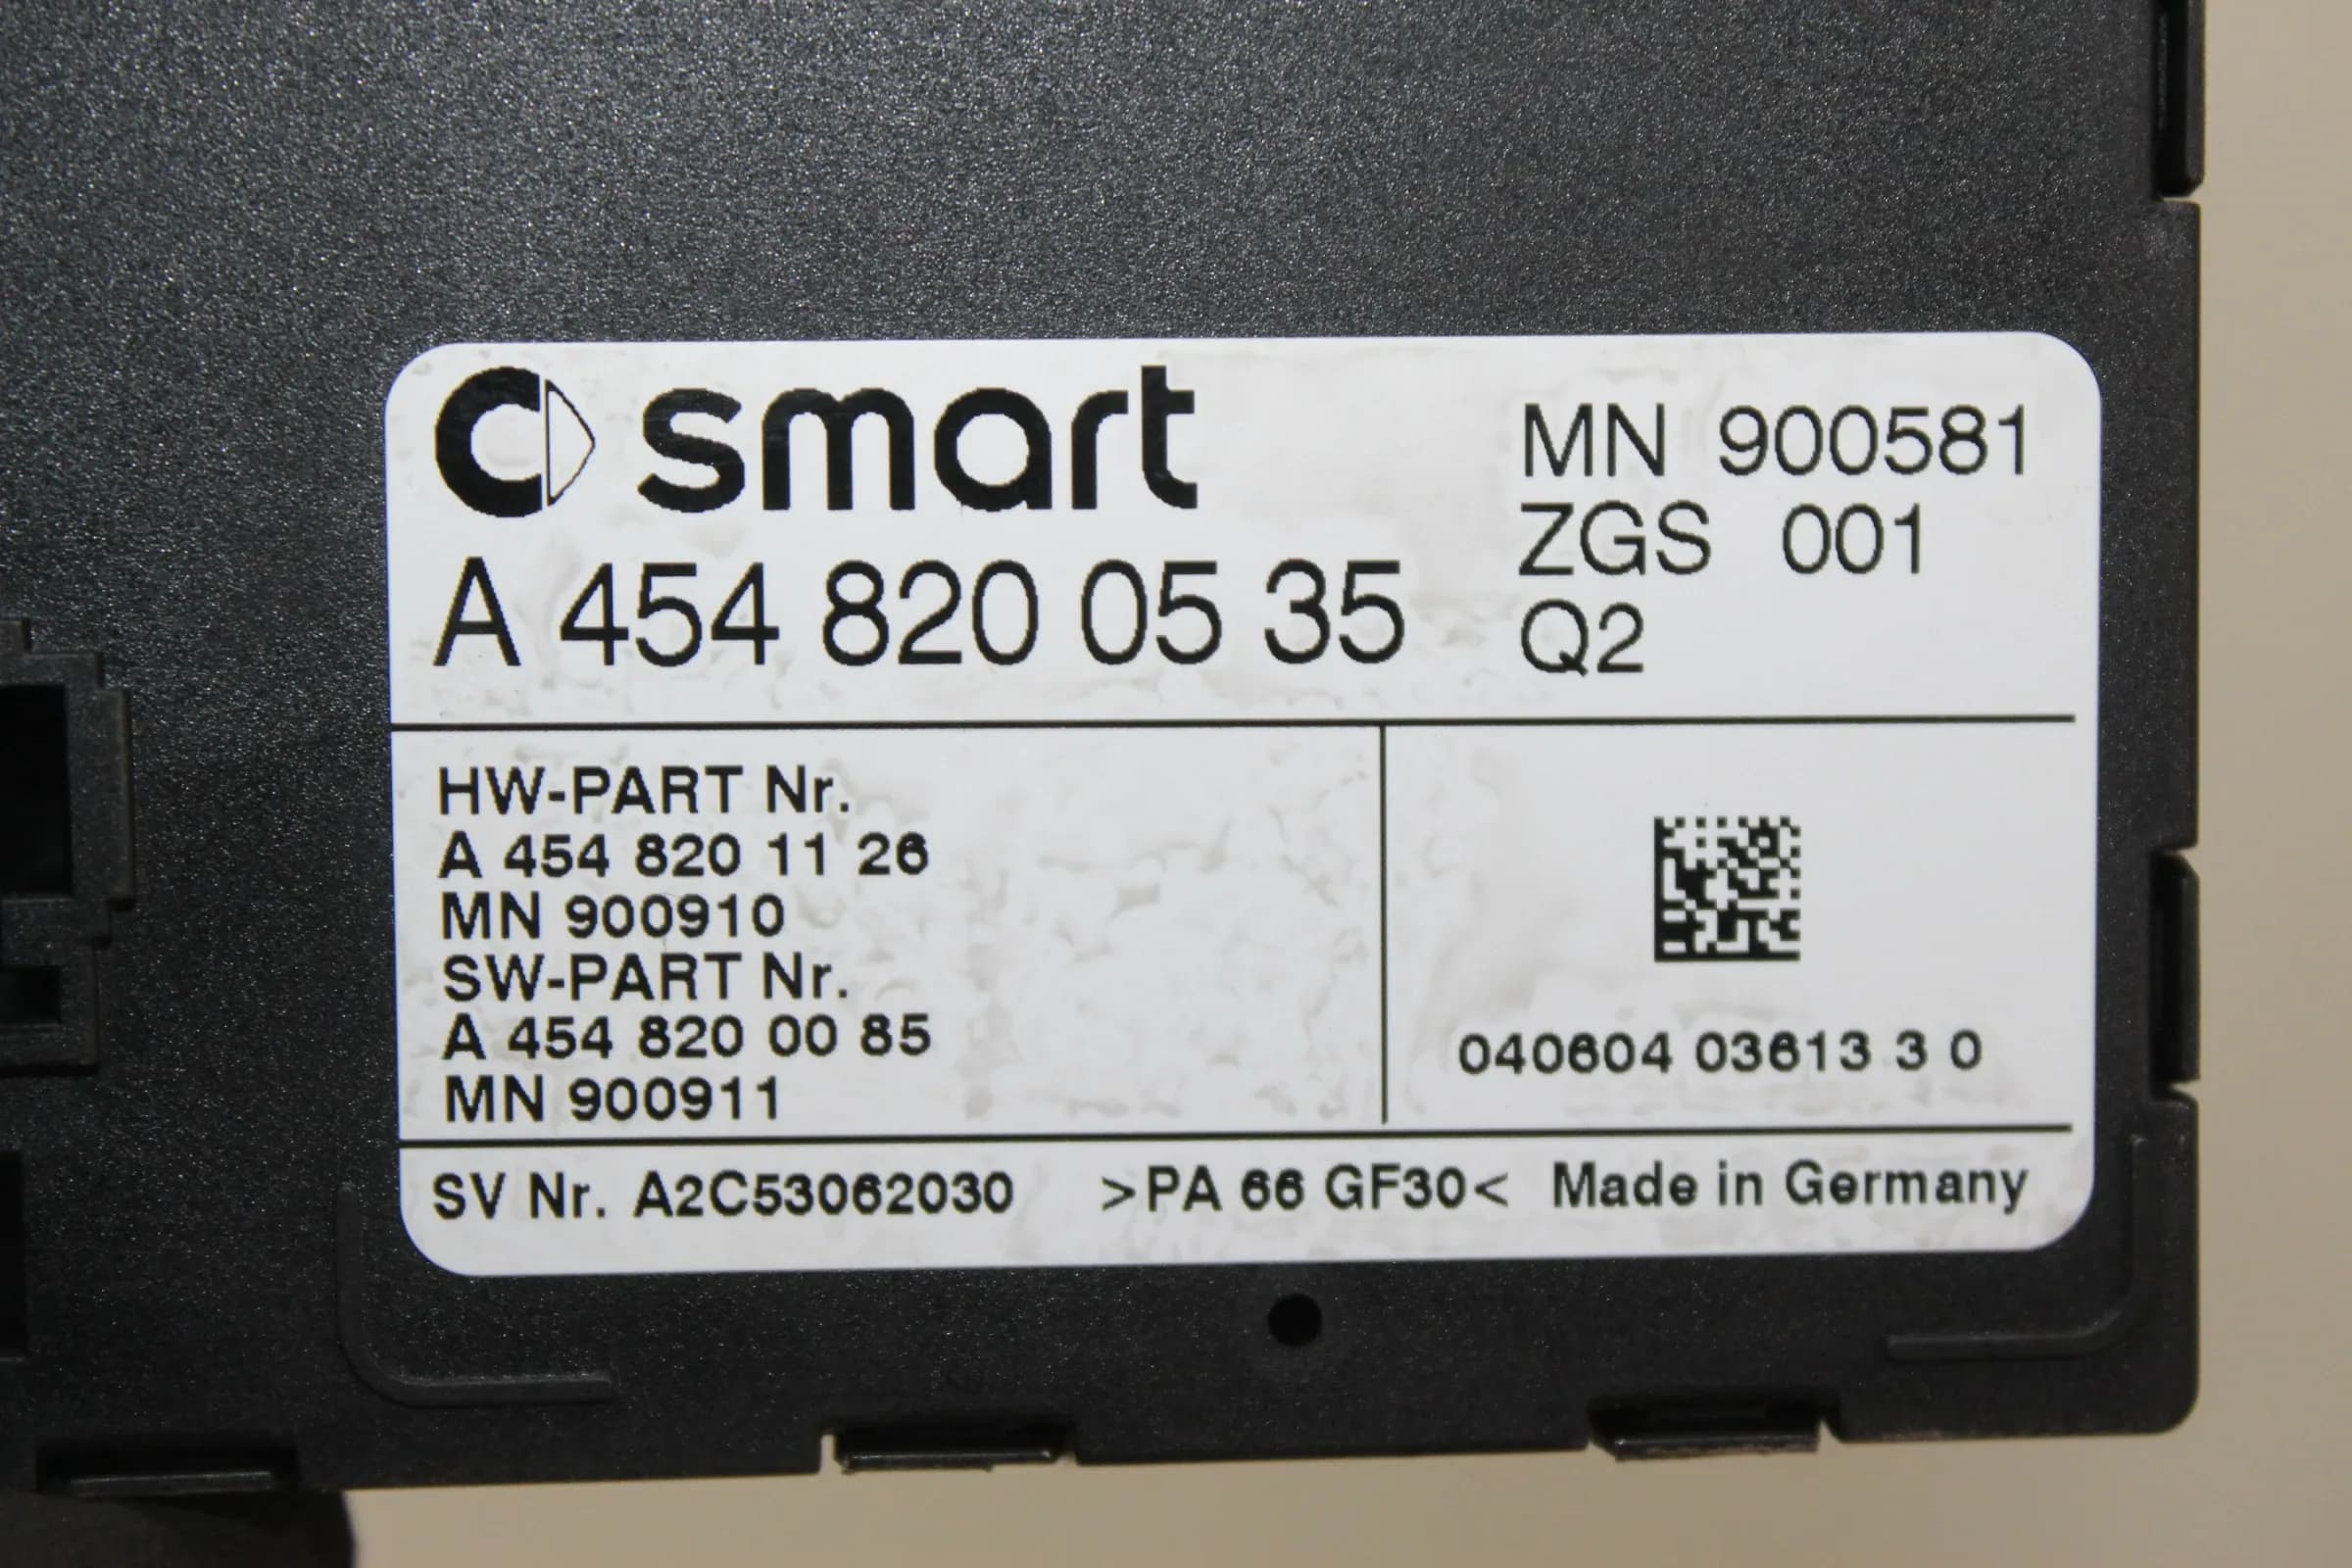 smart
A 454 820 05 35
MN 900581
ZGS 001
Q2
HW-PART Nr.
A 454 820 11 26
MN 900910
SW-PART Nr.
A 454 820 00 85
MN 900911
040604 03613 3 0
SV Nr. A2C53062030 >PA 66 GF30< Made in Germany